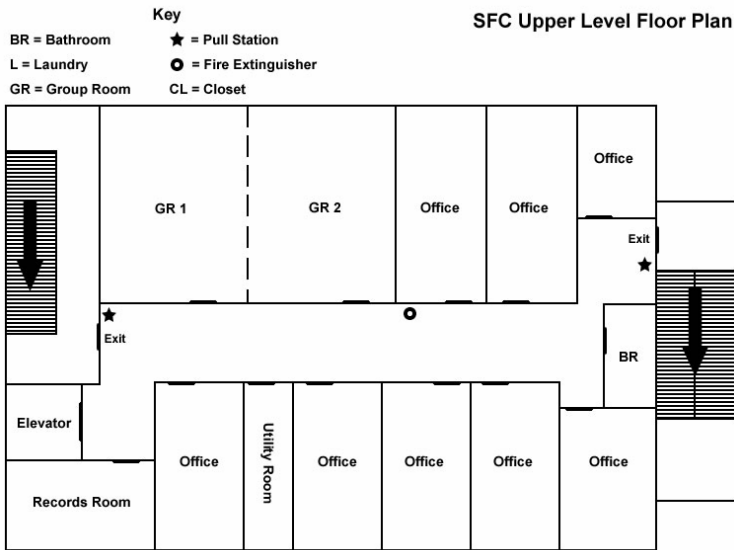 Key
SFC Upper Level Floor Plan
BR = Bathroom
= Pull Station
L = Laundry
= Fire Extinguisher
GR = Group Room
CL = Closet
Office
GR 1
GR 2
Office
Office
Exit
Exit
BR
Elevator
Utility Room
Office
Office
Office
Office
Office
Records Room